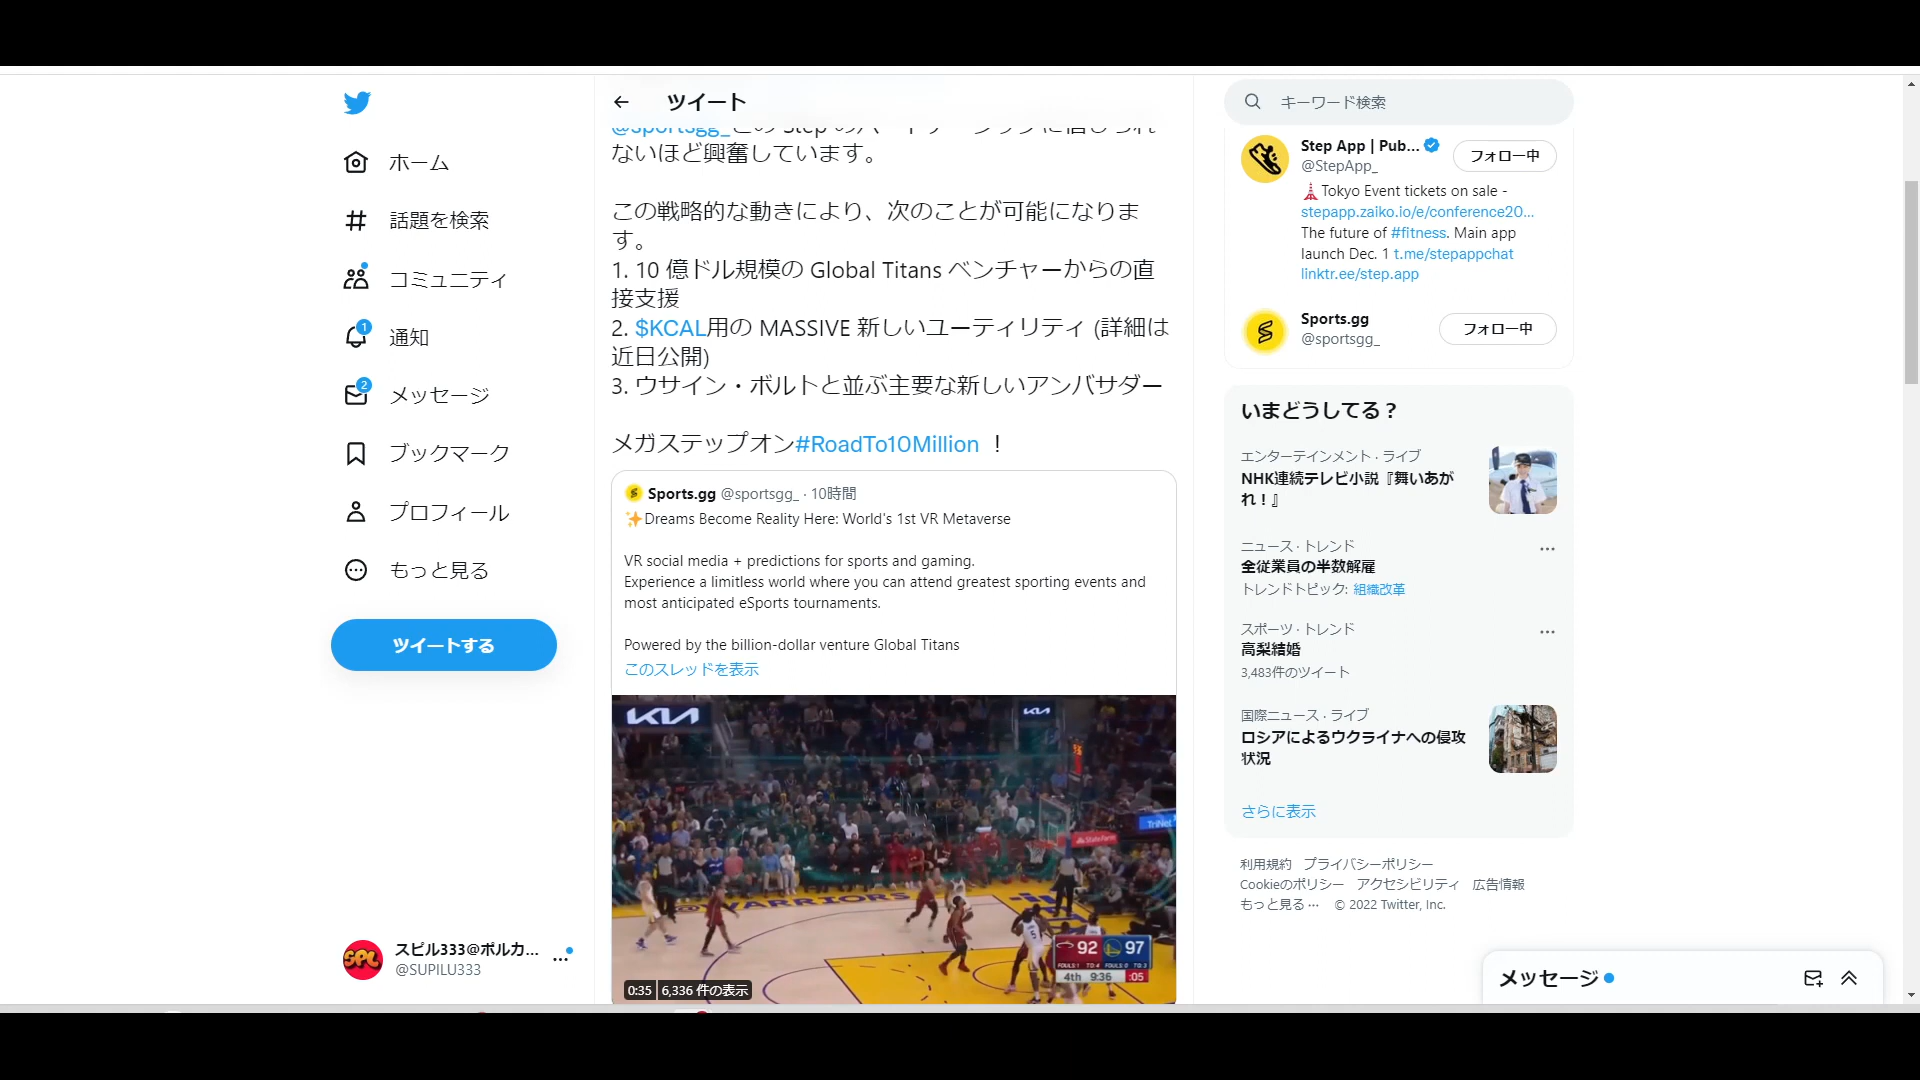 ツイート
ないほど興奮しています。
この戦略的な動きにより、次のことが可能になりま
す。
1. 10 億ドル規模の Global Titans ベンチャーからの直
接支援
2. $KCAL用の MASSIVE 新しいユーティリティ (詳細は
近日公開)
3. ウサイン・ボルトと並ぶ主要な新しいアンバサダー
メガステップオン#RoadTo10Million ！
Sports.gg @sportsgg_ · 10時間
✨Dreams Become Reality Here: World's 1st VR Metaverse
VR social media + predictions for sports and gaming.
Experience a limitless world where you can attend greatest sporting events and
most anticipated eSports tournaments.
Powered by the billion-dollar venture Global Titans
このスレッドを表示
KIA
KIA
TriNet
StateFarm
WARRIORS
92 97
4th 9:36 :05
0:35 6,336 件の表示
ホーム
話題を検索
コミュニティ
1
通知
2
メッセージ
ブックマーク
プロフィール
もっと見る
ツイートする
SPL
スピル333@ポルカ...
@SUPILU333
キーワード検索
Step App | Pub...
フォロー中
@StepApp_
🗼Tokyo Event tickets on sale -
stepapp.zaiko.io/e/conference20...
The future of #fitness. Main app
launch Dec. 1 t.me/stepappchat
linktr.ee/step.app
Sports.gg
フォロー中
@sportsgg_
いまどうしてる？
エンターテインメント · ライブ
NHK連続テレビ小説『舞いあが
れ！』
ニュース · トレンド
全従業員の半数解雇
トレンドトピック: 組織改革
スポーツ · トレンド
高梨結婚
3,483件のツイート
国際ニュース · ライブ
ロシアによるウクライナへの侵攻
状況
さらに表示
利用規約 プライバシーポリシー
Cookieのポリシー アクセシビリティ 広告情報
もっと見る ··· © 2022 Twitter, Inc.
メッセージ